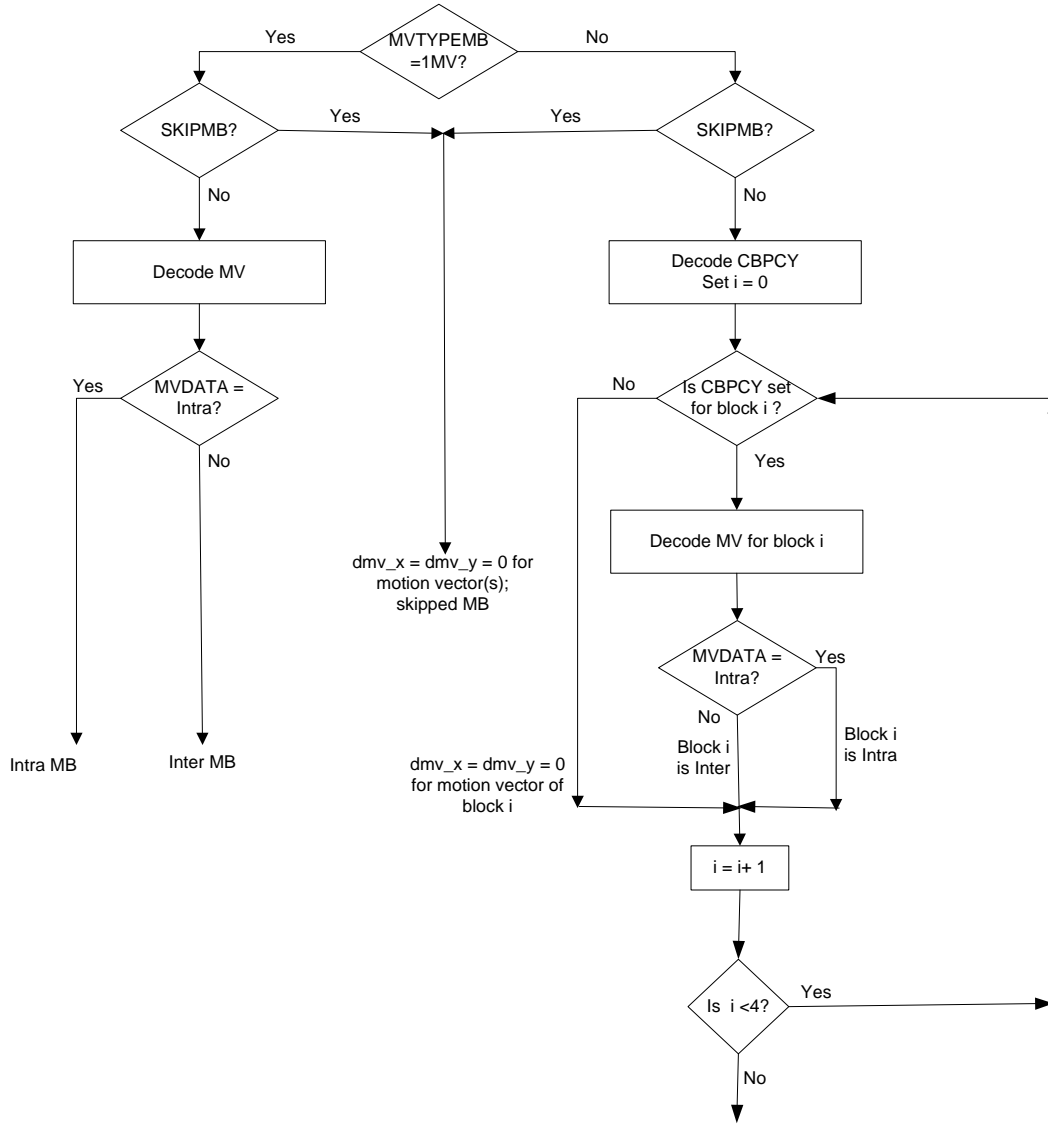 Yes
MVTYPEMB
=1MV?
No
SKIPMB?
Yes
Yes
SKIPMB?
No
No
Decode MV
Decode CBPCY
Set i = 0
Yes
MVDATA =
Intra?
No
No
Is CBPCY set
for block i ?
Yes
Decode MV for block i
dmv_x = dmv_y = 0 for
motion vector(s);
skipped MB
MVDATA =
Intra?
Yes
No
Block i
is Inter
Block i
is Intra
Intra MB
Inter MB
dmv_x = dmv_y = 0
for motion vector of
block i
i = i+ 1
Is i <4?
Yes
No